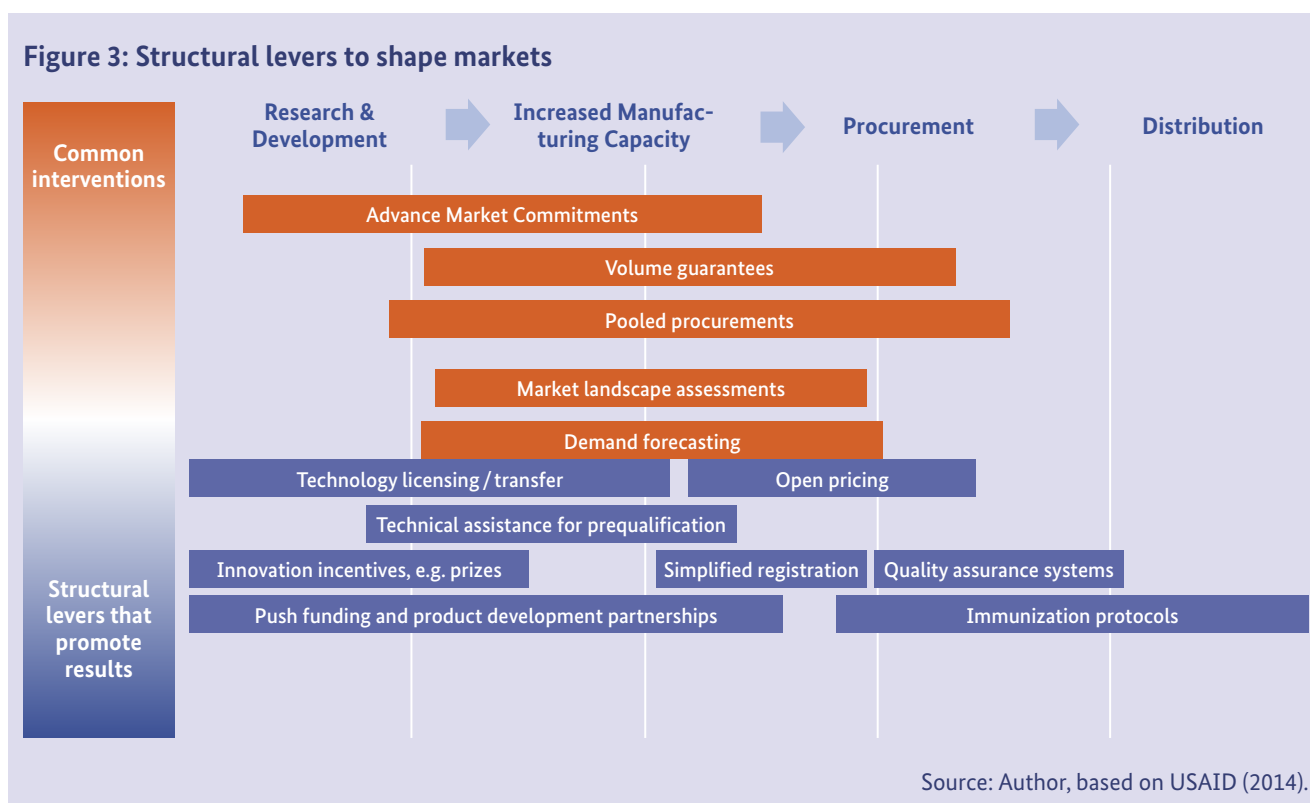 Figure 3: Structural levers to shape markets
Research &
Development
Increased Manufac-
turing Capacity
Procurement
Distribution
Common
interventions
Advance Market Commitments
Volume guarantees
Pooled procurements
Market landscape assessments
Demand forecasting
Technology licensing / transfer
Open pricing
Technical assistance for prequalification
Innovation incentives, e.g. prizes
Simplified registration
Quality assurance systems
Structural
levers that
promote
results
Push funding and product development partnerships
Immunization protocols
Source: Author, based on USAID (2014).